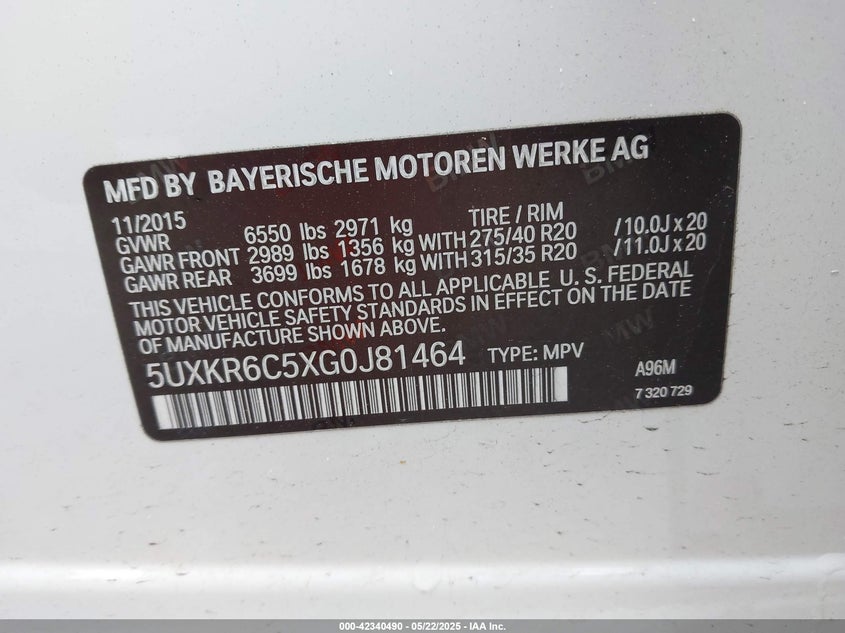 MFD BY BAYERISCHE MOTOREN WERKE AG
11/2015 TIRE / RIM
GVWR 6550 lbs 2971 kg
GAWR FRONT 2989 lbs 1356 kg WITH 275/40 R20 /10.0J x 20
GAWR REAR 3699 lbs 1678 kg WITH 315/35 R20 /11.0J x 20
THIS VEHICLE CONFORMS TO ALL APPLICABLE U. S. FEDERAL
MOTOR VEHICLE SAFETY STANDARDS IN EFFECT ON THE DATE
OF MANUFACTURE SHOWN ABOVE.
5UXKR6C5XG0J81464 TYPE: MPV A96M
7 320 729
000-42340490 - 05/22/2025 - IAA Inc.